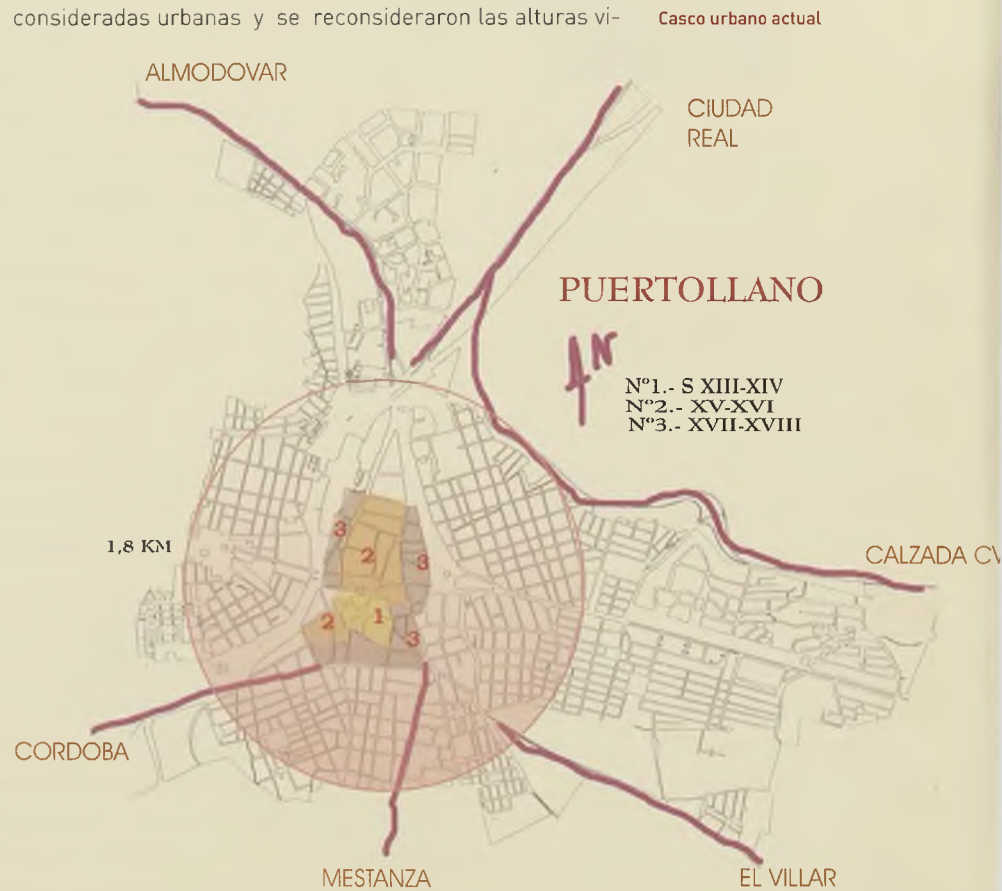 consideradas urbanas y se reconsideraron las alturas vi-
Casco urbano actual
ALMODOVAR
CIUDAD
REAL
PUERTOLLANO
N
Nº1.- S XIII-XIV
Nº2.- XV-XVI
Nº3.- XVII-XVIII
3
2
3
1,8 KM
CALZADA CV
1
2
3
CORDOBA
MESTANZA
EL VILLAR